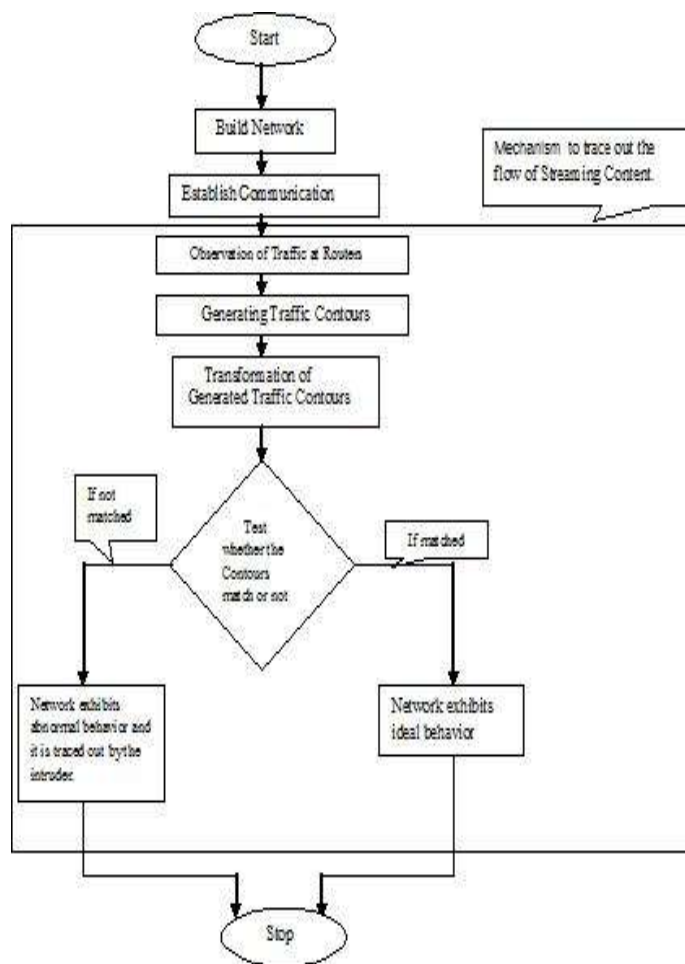 Start
Build Network
Mechanism to trace out the
flow of Streaming Content.
Establish Communication
Observation of Traffic at Routers
Generating Traffic Contours
Transformation of
Generated Traffic Contours
If not
matched
Test
whether the
Contours
match or not
If matched
Network exhibits
abnormal behavior and
it is traced out by the
intruder.
Network exhibits
ideal behavior
Stop